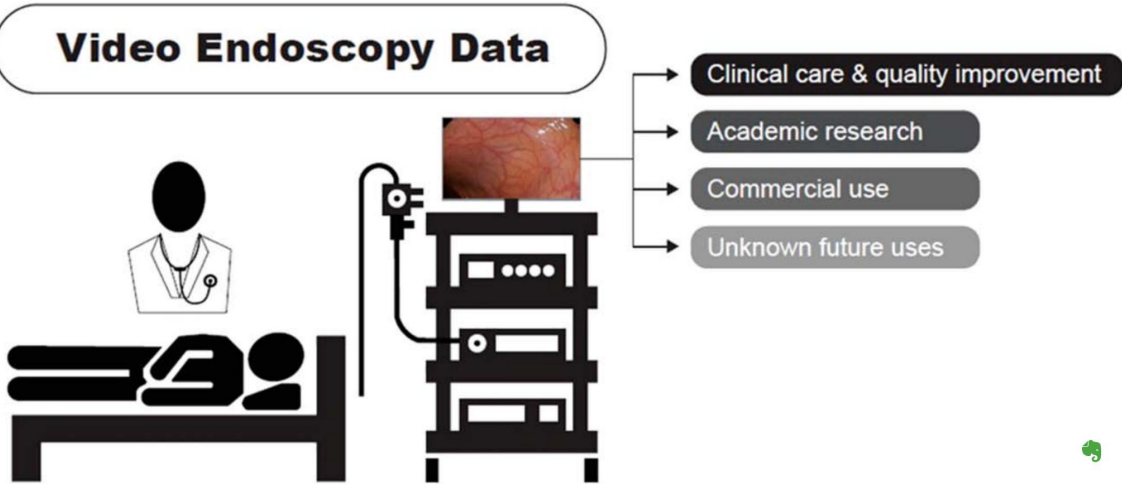 Video Endoscopy Data
Clinical care & quality improvement
Academic research
Commercial use
Unknown future uses